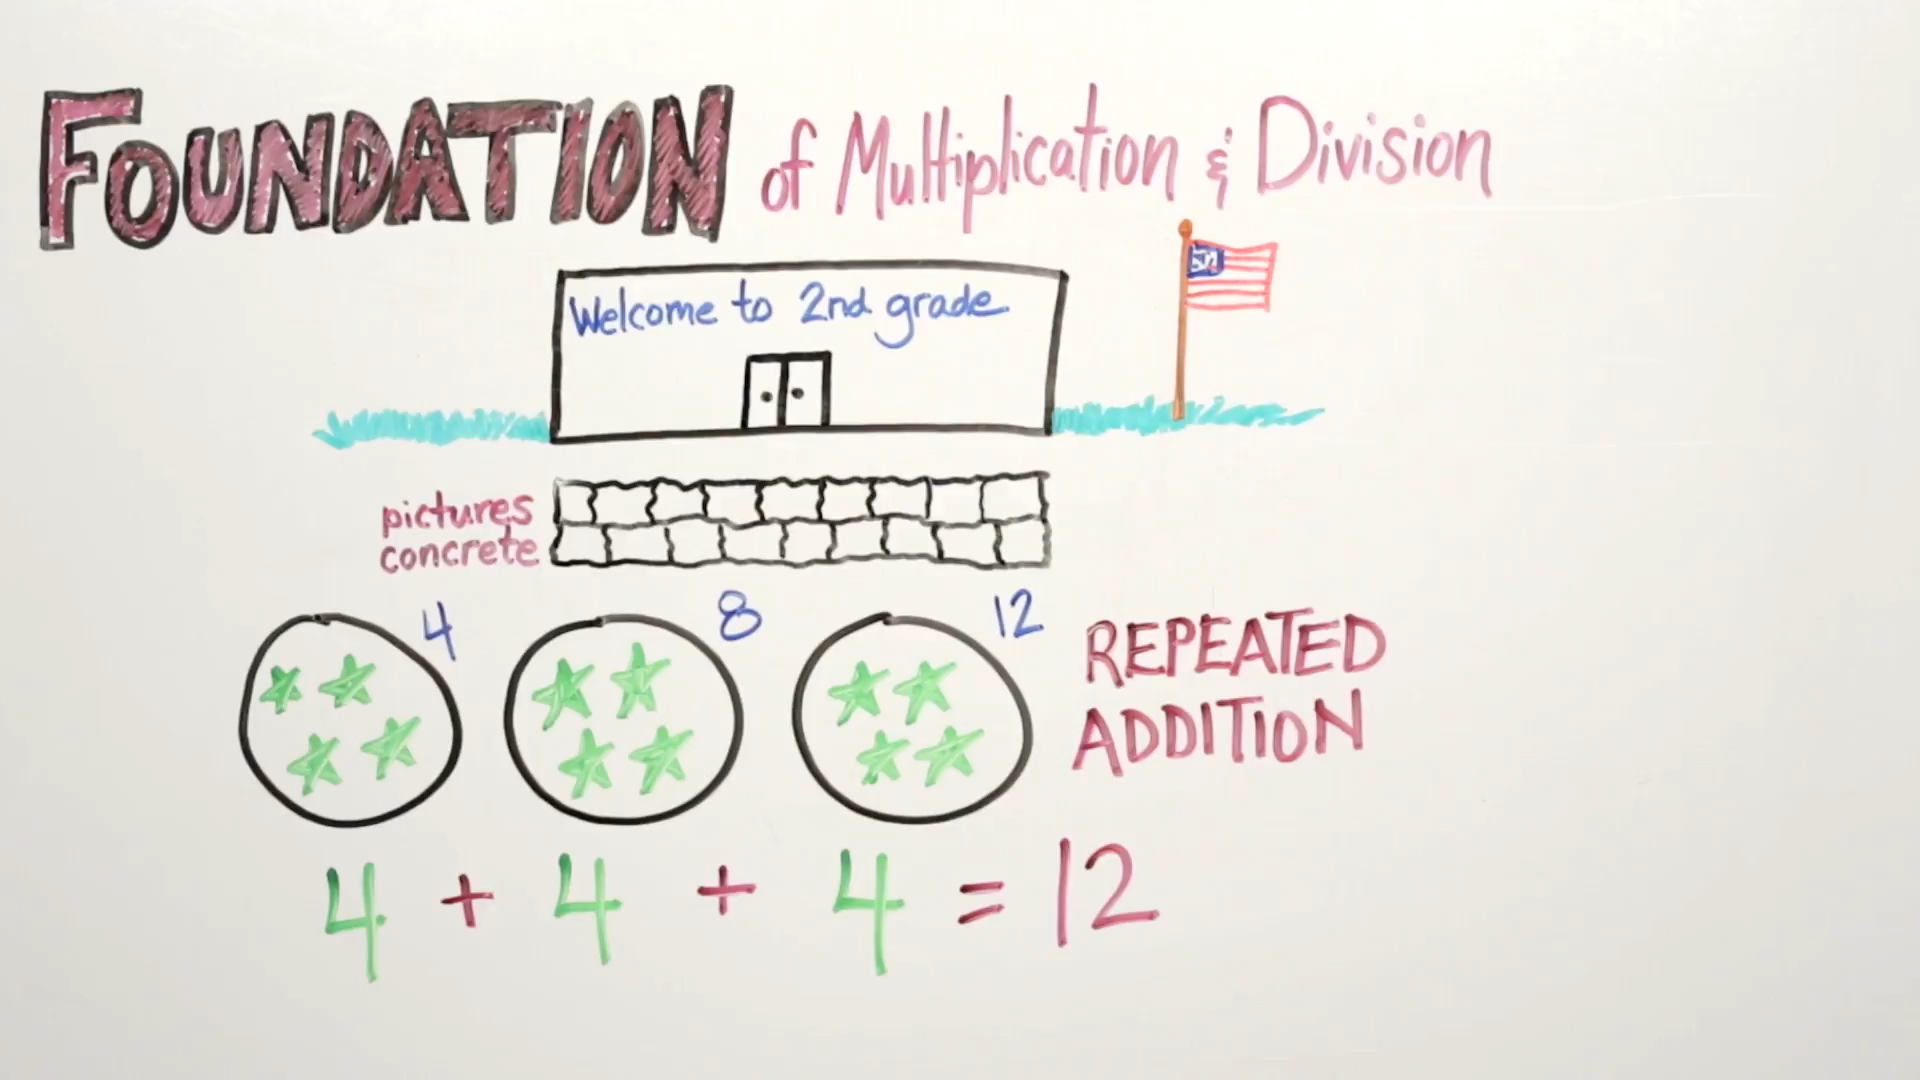 FOUNDATION of Multiplication & Division
Welcome to 2nd grade
pictures
concrete
4 8 12
REPEATED
ADDITION
4 + 4 + 4 = 12